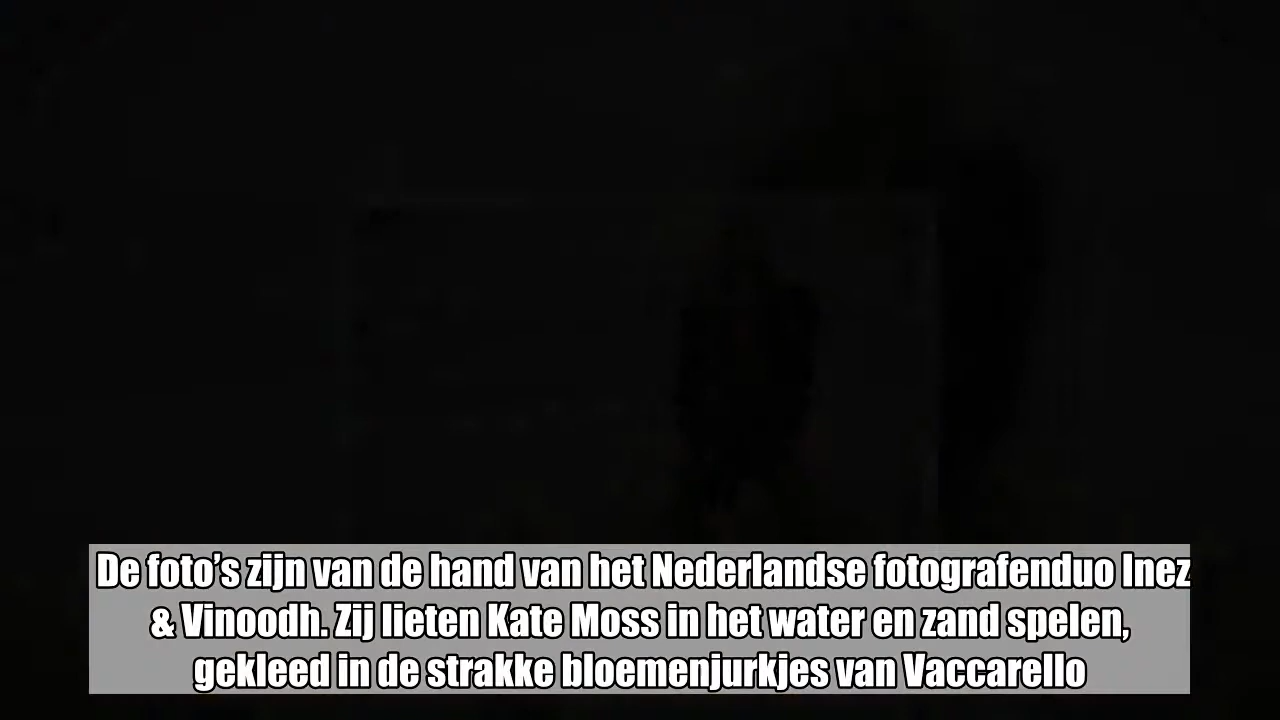 De foto’s zijn van de hand van het Nederlandse fotografenduo Inez
& Vinoodh. Zij lieten Kate Moss in het water en zand spelen,
gekleed in de strakke bloemenjurkjes van Vaccarello